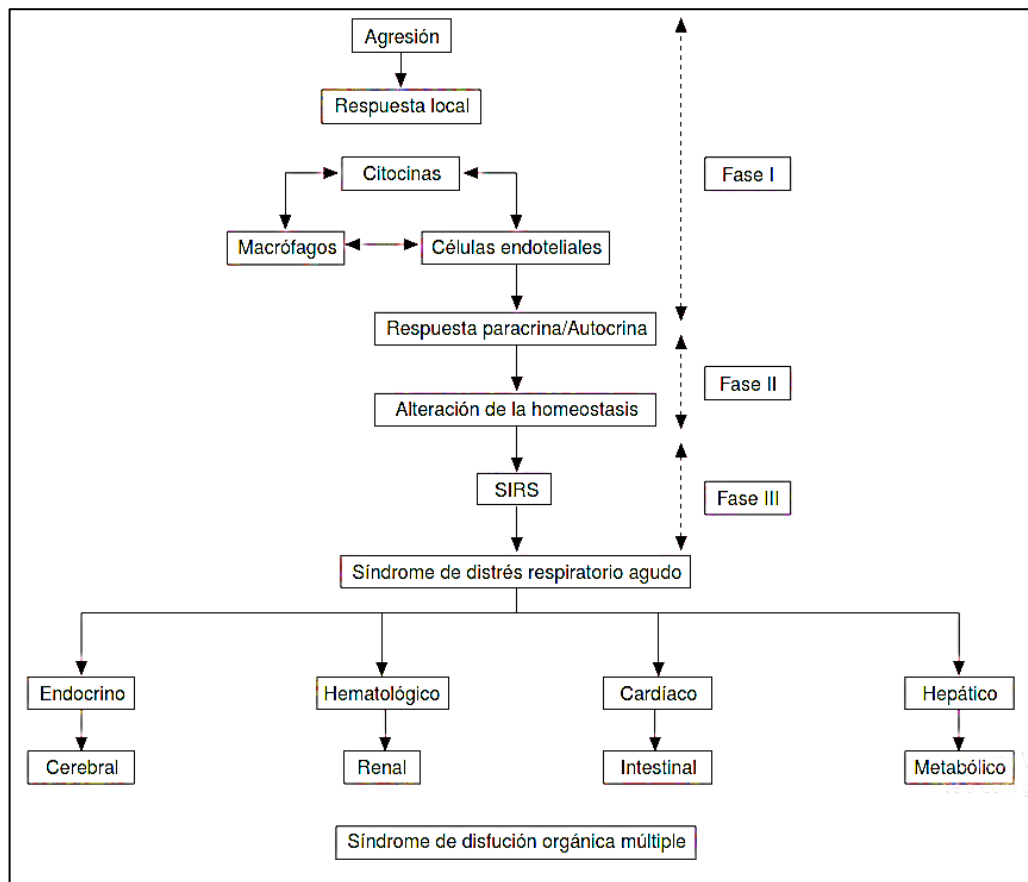 Agresión
Respuesta local
Citocinas
Fase I
Macrófagos
Células endoteliales
Respuesta paracrina/Autocrina
Fase II
Alteración de la homeostasis
SIRS
Fase III
Síndrome de distrés respiratorio agudo
Endocrino
Hematológico
Cardíaco
Hepático
Cerebral
Renal
Intestinal
Metabólico
Síndrome de disfución orgánica múltiple